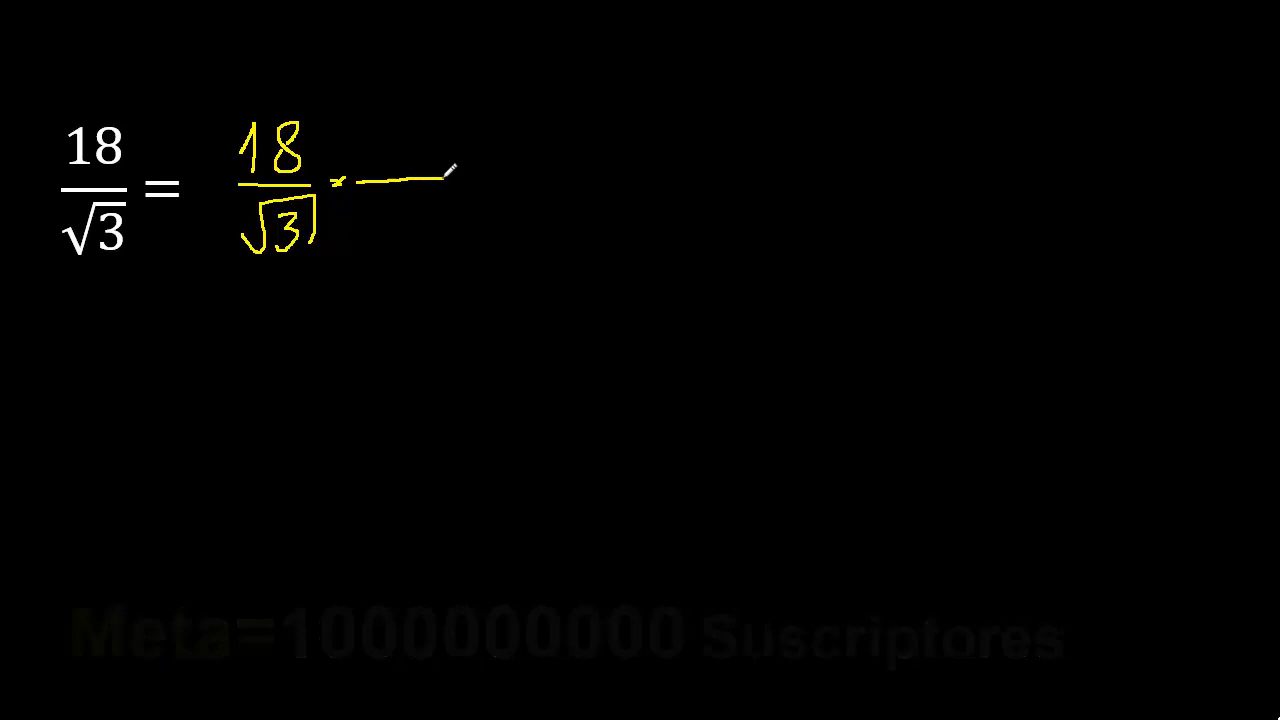 18/√3 = 18/√3 ×
Meta=1000000000 Suscriptores